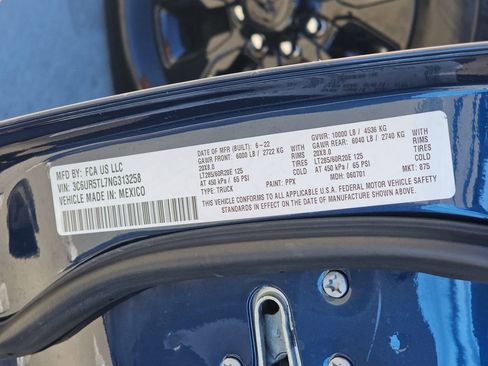 MFD BY: FCA US LLC
VIN: 3C6UR5TL7NG313258
VEHICLE MADE IN: MEXICO
DATE OF MFR (BUILT): 6-22
GAWR FRONT: 6000 LB / 2722 KG
20X8.0 WITH RIMS
LT285/60R20E 125 TIRES
AT 450 kPa / 65 PSI COLD
TYPE: TRUCK
PAINT: PPX
GVWR: 10000 LB / 4536 KG
GAWR REAR: 6040 LB / 2740 KG
20X8.0 WITH RIMS
LT285/60R20E 125 TIRES
AT 450 kPa / 65 PSI COLD
MDH: 060701
MKT: 875
THIS VEHICLE CONFORMS TO ALL APPLICABLE U.S.A. FEDERAL MOTOR VEHICLE
SAFETY STANDARDS IN EFFECT ON THE DATE OF MANUFACTURE SHOWN ABOVE.